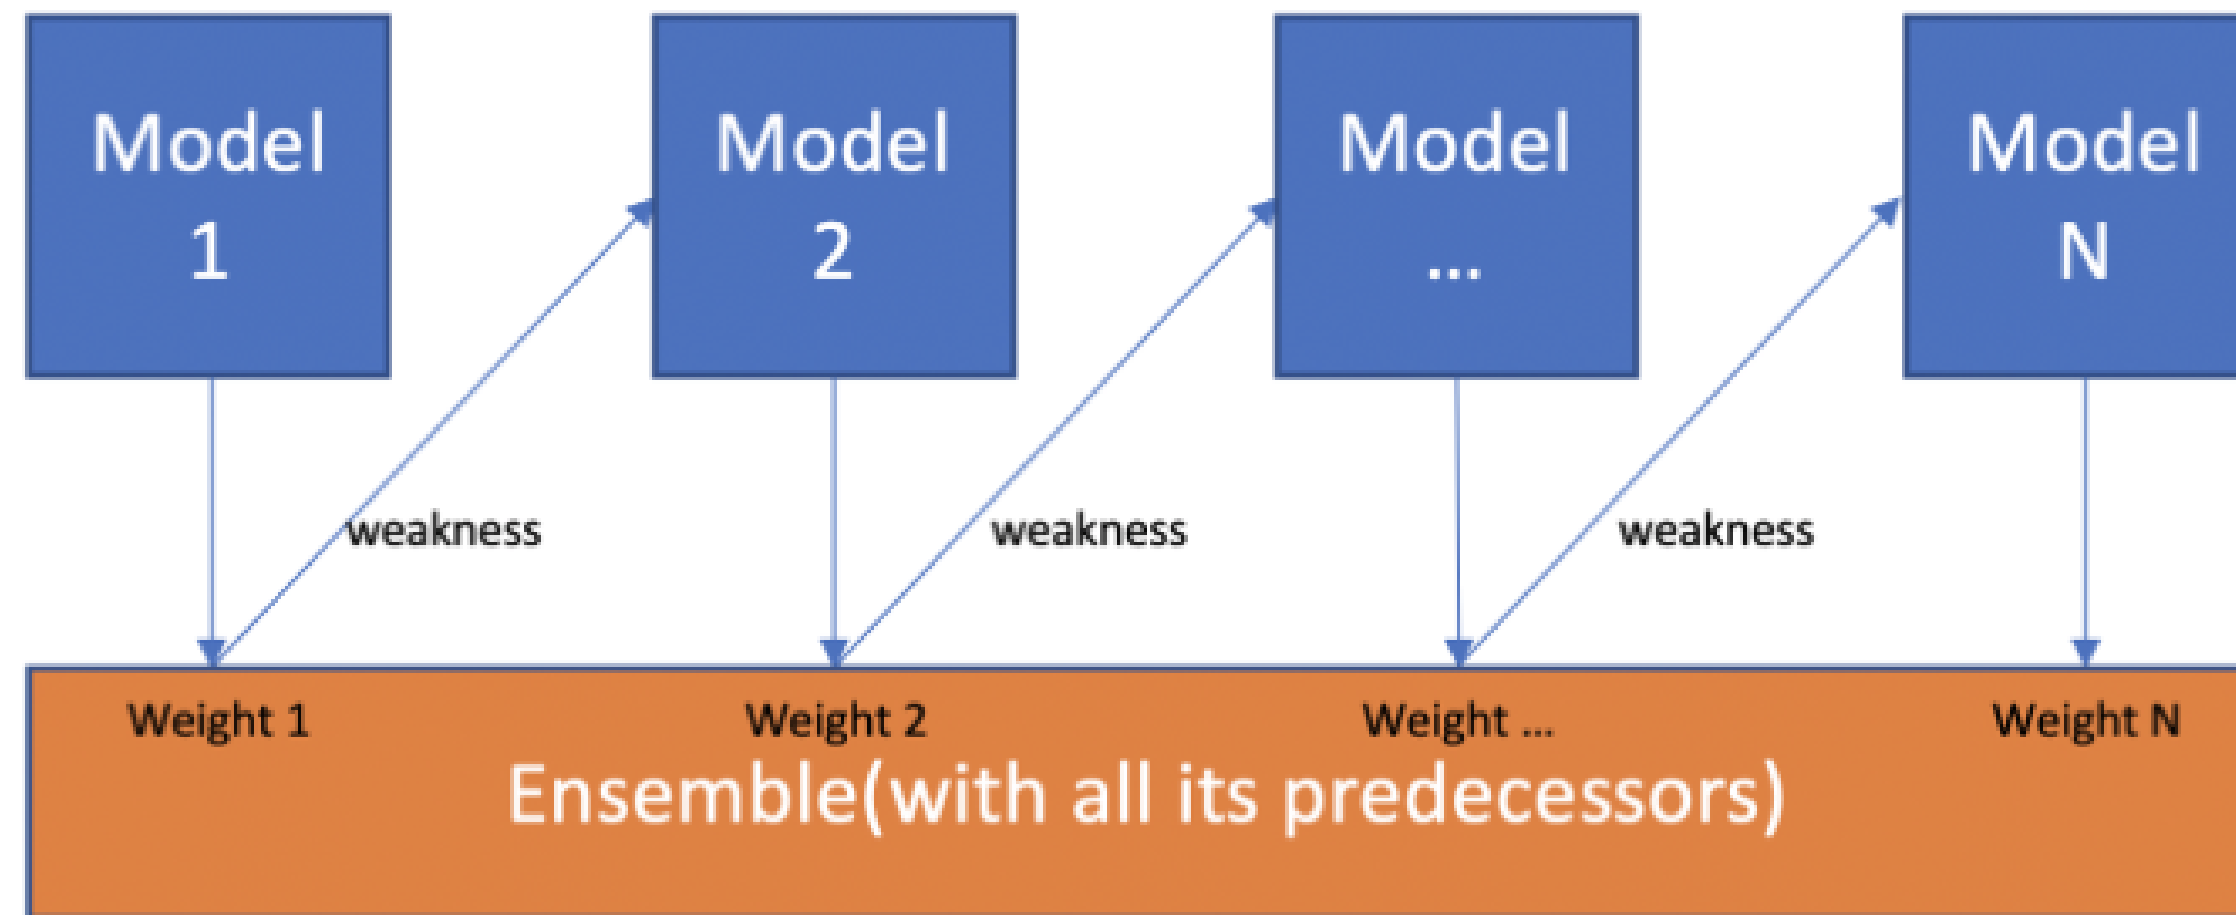 Model
1
Model
2
Model
...
Model
N
weakness
weakness
weakness
Weight 1
Weight 2
Weight ...
Weight N
Ensemble(with all its predecessors)